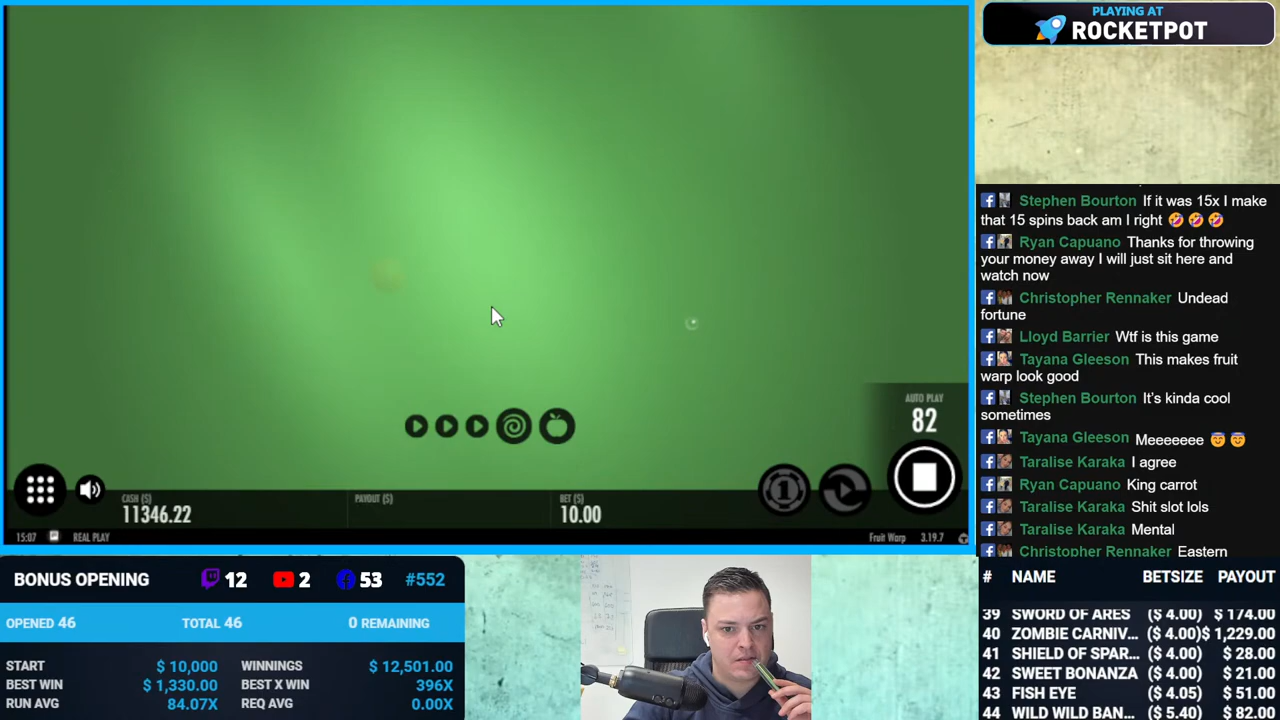 PLAYING AT
ROCKETPOT
Stephen Bourton If it was 15x I make
that 15 spins back am I right 🤣 🤣 🤣
Ryan Capuano Thanks for throwing
your money away I will just sit here and
watch now
Christopher Rennaker Undead
fortune
Lloyd Barrier Wtf is this game
Tayana Gleeson This makes fruit
warp look good
Stephen Bourton It's kinda cool
sometimes
Tayana Gleeson Meeeeeee 😇 😇
Taralise Karaka I agree
Ryan Capuano King carrot
Taralise Karaka Shit slot lols
Taralise Karaka Mental
Christopher Rennaker Eastern
AUTO PLAY
82
1
CASH ($)
11346.22
PAYOUT ($)
BET ($)
10.00
15:07 REAL PLAY
Fruit Warp 3.19.7
BONUS OPENING 12 2 53 #552
OPENED 46 TOTAL 46 0 REMAINING
START $ 10,000 WINNINGS $ 12,501.00
BEST WIN $ 1,330.00 BEST X WIN 396X
RUN AVG 84.07X REQ AVG 0.00X
# NAME BETSIZE PAYOUT
39 SWORD OF ARES ($ 4.00) $ 174.00
40 ZOMBIE CARNIV... ($ 4.00) $ 1,229.00
41 SHIELD OF SPAR... ($ 4.00) $ 28.00
42 SWEET BONANZA ($ 4.00) $ 21.00
43 FISH EYE ($ 4.05) $ 51.00
44 WILD WILD BAN... ($ 5.40) $ 82.00